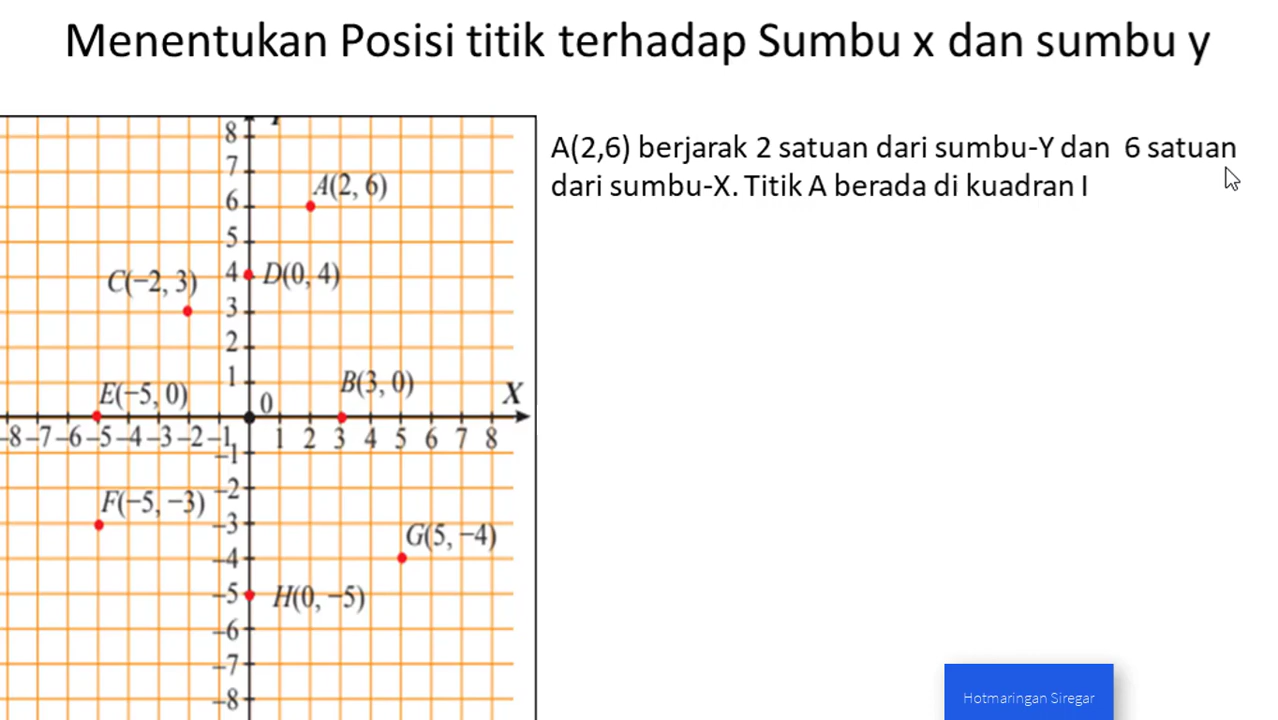 Menentukan Posisi titik terhadap Sumbu x dan sumbu y
A(2,6) berjarak 2 satuan dari sumbu-Y dan 6 satuan
dari sumbu-X. Titik A berada di kuadran I
8
7
A(2, 6)
6
5
4 D(0, 4)
C(−2, 3)
3
2
1
E(−5, 0)
B(3, 0)
X
0
−8 −7 −6 −5 −4 −3 −2 −1 1 2 3 4 5 6 7 8
−1
−2
F(−5, −3)
−3
G(5, −4)
−4
−5 H(0, −5)
−6
−7
−8
Hotmaringan Siregar